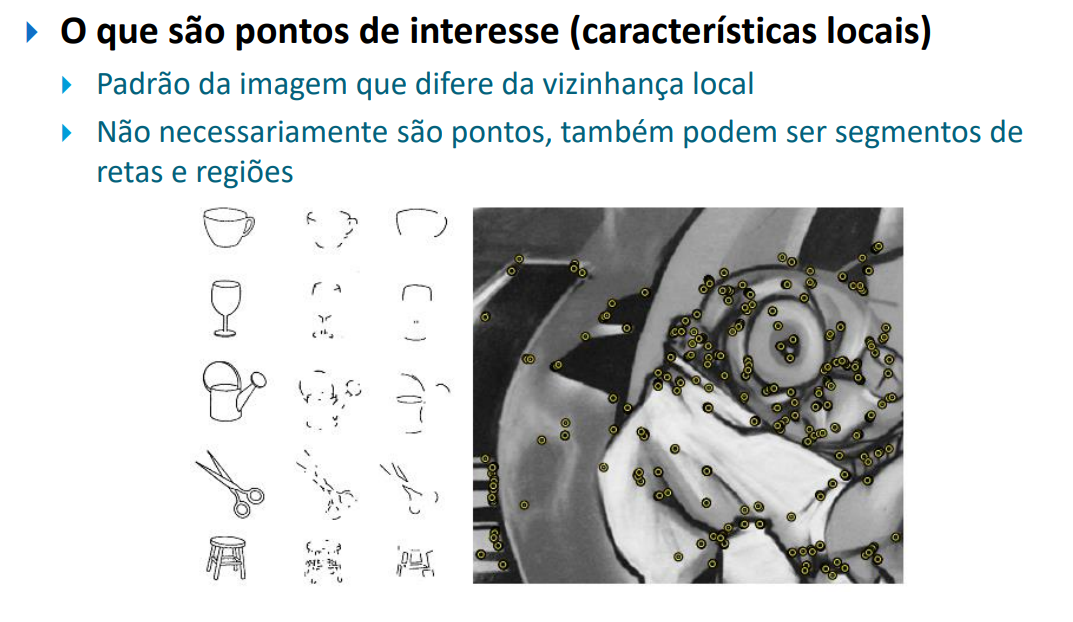 O que são pontos de interesse (características locais)
Padrão da imagem que difere da vizinhança local
Não necessariamente são pontos, também podem ser segmentos de
retas e regiões